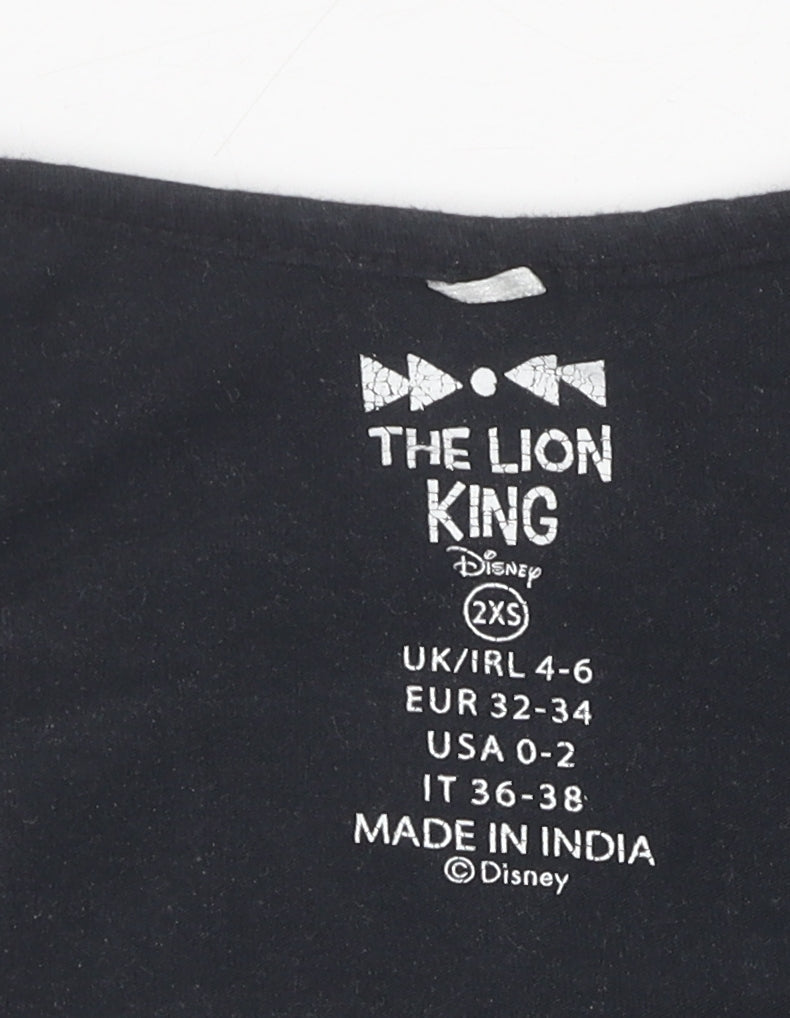 THE LION
KING
Disney
2XS
UK/IRL 4-6
EUR 32-34
USA 0-2
IT 36-38
MADE IN INDIA
©Disney